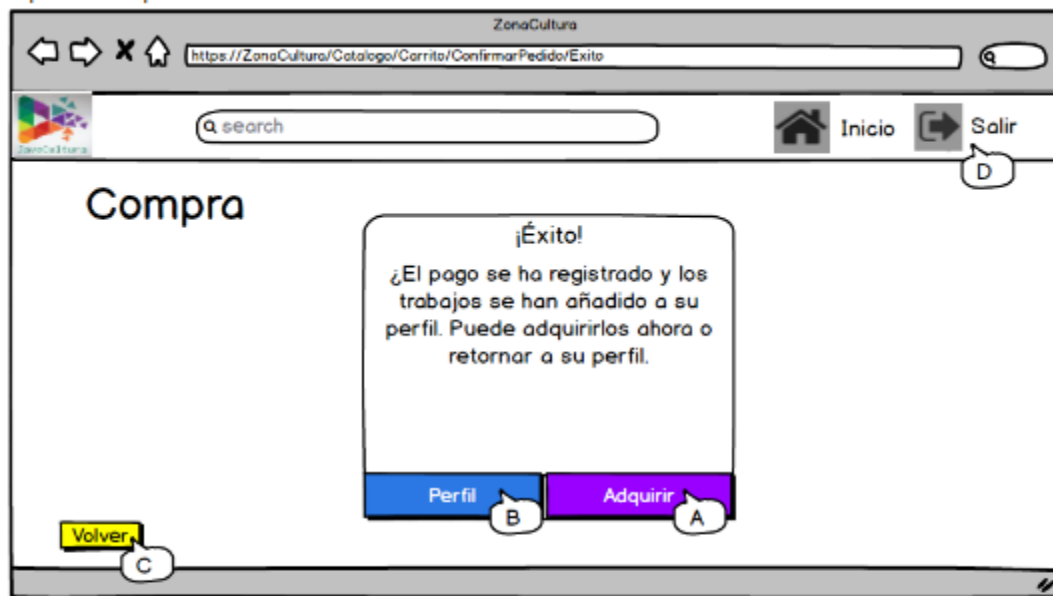 ZonaCultura
https://ZonaCultura/Catalogo/Carrito/ConfirmarPedido/Exito
JaveCultura
search
Inicio
Salir
D
Compra
¡Éxito!
¿El pago se ha registrado y los
trabajos se han añadido a su
perfil. Puede adquirirlos ahora o
retornar a su perfil.
Perfil
B
Adquirir
A
Volver
C